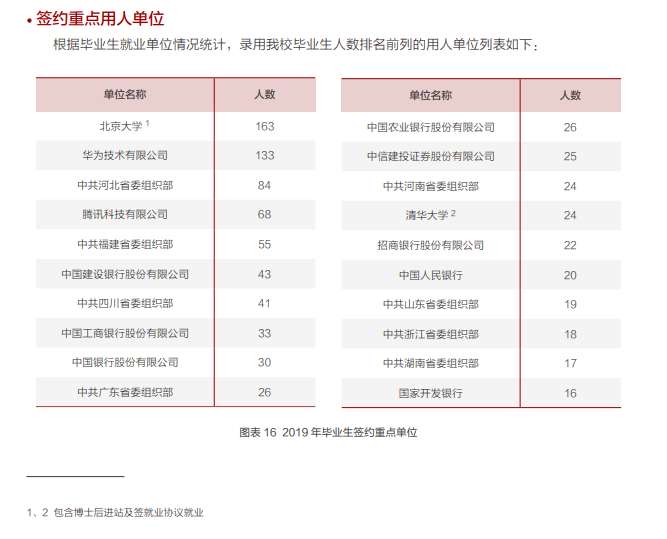 • 签约重点用人单位
根据毕业生就业单位情况统计，录用我校毕业生人数排名前列的用人单位列表如下：
单位名称 人数
北京大学 1 163
华为技术有限公司 133
中共河北省委组织部 84
腾讯科技有限公司 68
中共福建省委组织部 55
中国建设银行股份有限公司 43
中共四川省委组织部 41
中国工商银行股份有限公司 33
中国银行股份有限公司 30
中共广东省委组织部 26
单位名称 人数
中国农业银行股份有限公司 26
中信建投证券股份有限公司 25
中共河南省委组织部 24
清华大学 2 24
招商银行股份有限公司 22
中国人民银行 20
中共山东省委组织部 19
中共浙江省委组织部 18
中共湖南省委组织部 17
国家开发银行 16
图表 16 2019 年毕业生签约重点单位
1、2 包含博士后进站及签就业协议就业